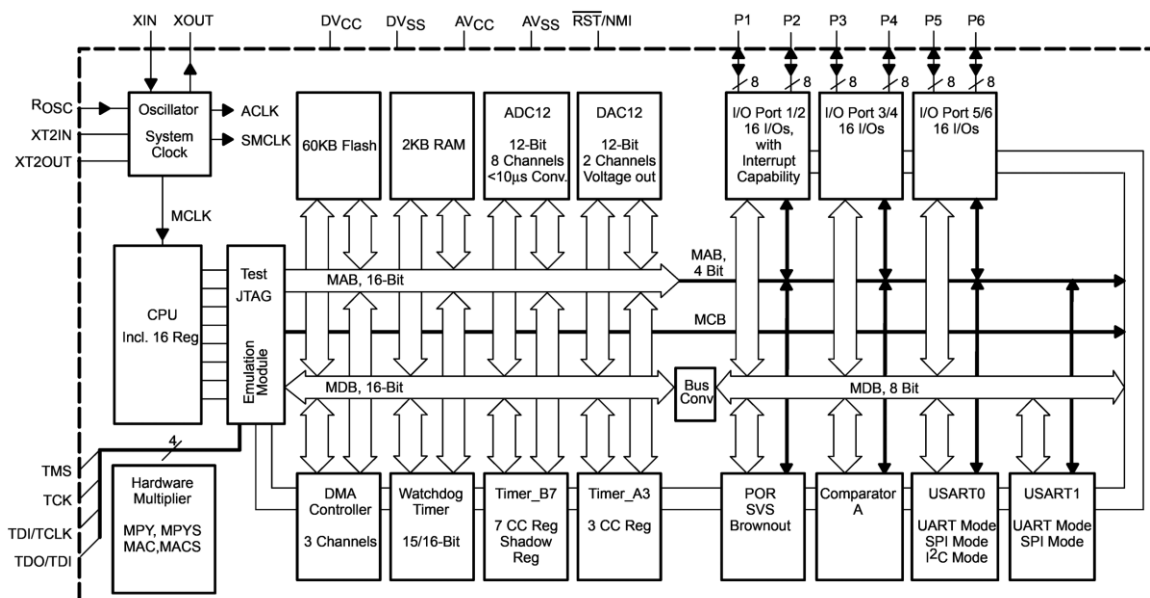 XIN
XOUT
DVCC
DVSS
AVCC
AVSS
RST/NMI
P1
P2
P3
P4
P5
P6
8
8
8
8
8
8
ROSC
XT2IN
XT2OUT
Oscillator
System
Clock
ACLK
SMCLK
MCLK
60KB Flash
2KB RAM
ADC12
12-Bit
8 Channels
<10μs Conv.
DAC12
12-Bit
2 Channels
Voltage out
I/O Port 1/2
16 I/Os,
with
Interrupt
Capability
I/O Port 3/4
16 I/Os
I/O Port 5/6
16 I/Os
CPU
Incl. 16 Reg
Test
JTAG
Emulation
Module
MAB, 16-Bit
MAB,
4 Bit
MCB
MDB, 16-Bit
Bus
Conv
MDB, 8 Bit
4
TMS
TCK
TDI/TCLK
TDO/TDI
Hardware
Multiplier
MPY, MPYS
MAC,MACS
DMA
Controller
3 Channels
Watchdog
Timer
15/16-Bit
Timer_B7
7 CC Reg
Shadow
Reg
Timer_A3
3 CC Reg
POR
SVS
Brownout
Comparator
A
USART0
UART Mode
SPI Mode
I²C Mode
USART1
UART Mode
SPI Mode